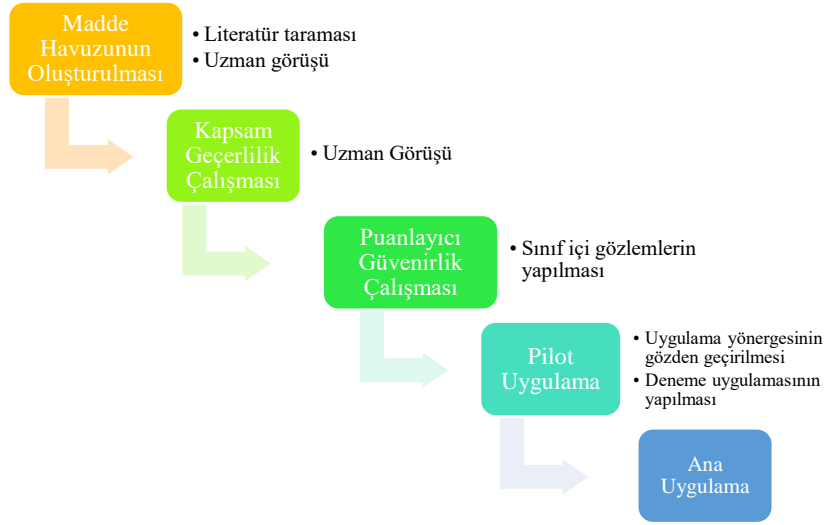 Madde
Havuzunun
Oluşturulması
• Literatür taraması
• Uzman görüşü
Kapsam
Geçerlilik
Çalışması
• Uzman Görüşü
Puanlayıcı
Güvenirlik
Çalışması
• Sınıf içi gözlemlerin
yapılması
Pilot
Uygulama
• Uygulama yönergesinin
gözden geçirilmesi
• Deneme uygulamasının
yapılması
Ana
Uygulama